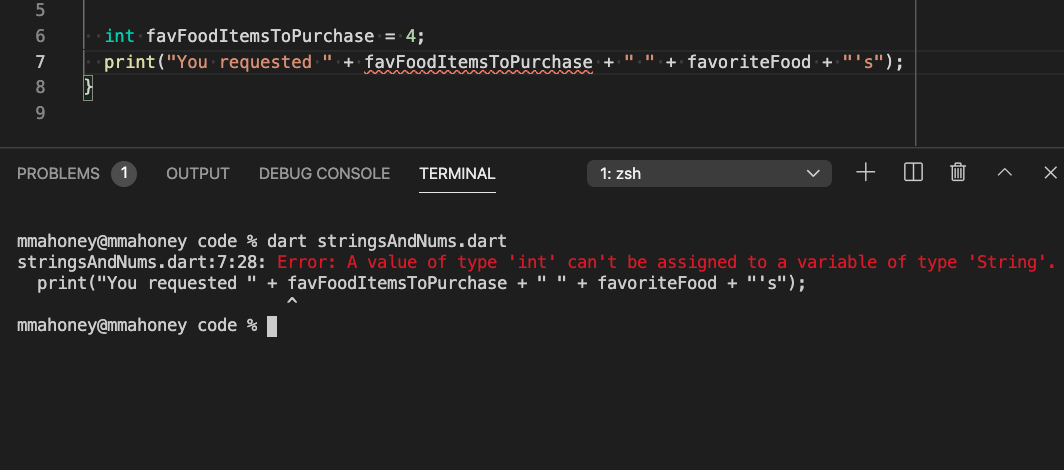 5
6 int favFoodItemsToPurchase = 4;
7 print("You requested " + favFoodItemsToPurchase + " " + favoriteFood + "'s");
8 }
9
PROBLEMS 1 OUTPUT DEBUG CONSOLE TERMINAL 1: zsh
mmahoney@mmahoney code % dart stringsAndNums.dart
stringsAndNums.dart:7:28: Error: A value of type 'int' can't be assigned to a variable of type 'String'.
print("You requested " + favFoodItemsToPurchase + " " + favoriteFood + "'s");
^
mmahoney@mmahoney code %